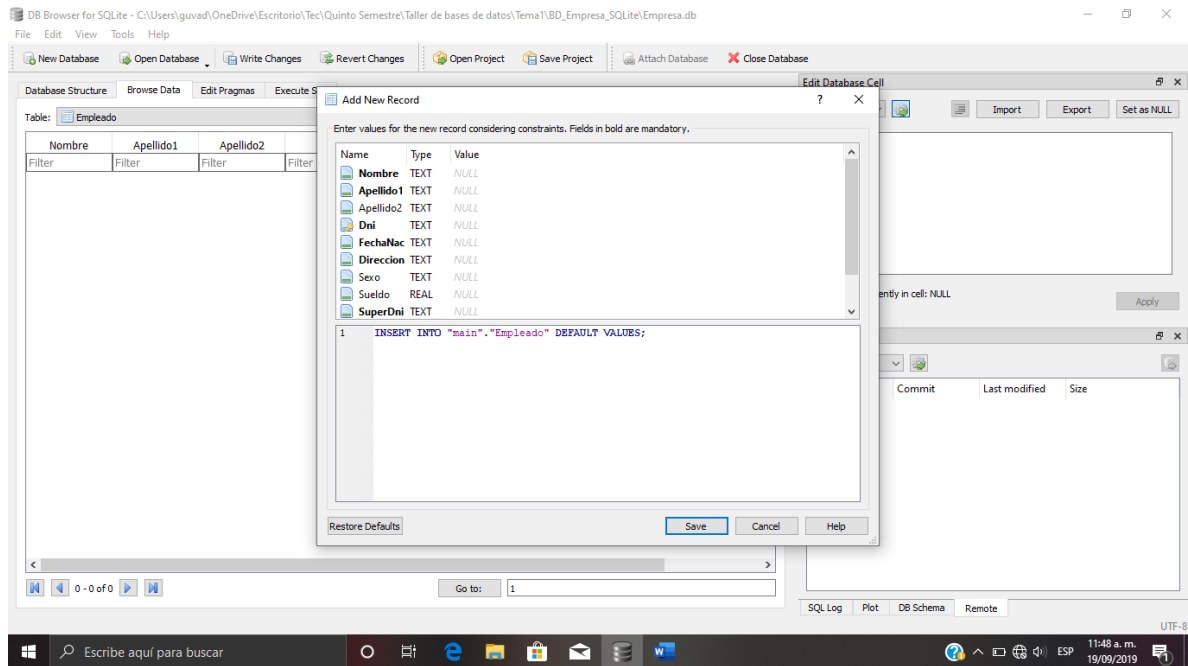 DB Browser for SQLite - C:\Users\guvad\OneDrive\Escritorio\Tec\Quinto Semestre\Taller de bases de datos\Tema1\BD_Empresa_SQLite\Empresa.db
File Edit View Tools Help
New Database Open Database Write Changes Revert Changes Open Project Save Project Attach Database Close Database
Database Structure Browse Data Edit Pragmas Execute S
Table: Empleado
Nombre Apellido1 Apellido2
Filter Filter Filter Filter
Add New Record ? ×
Enter values for the new record considering constraints. Fields in bold are mandatory.
Name Type Value
Nombre TEXT NULL
Apellido1 TEXT NULL
Apellido2 TEXT NULL
Dni TEXT NULL
FechaNac TEXT NULL
Direccion TEXT NULL
Sexo TEXT NULL
Sueldo REAL NULL
SuperDni TEXT NULL
1 INSERT INTO "main"."Empleado" DEFAULT VALUES;
Restore Defaults Save Cancel Help
0 - 0 of 0 Go to: 1
Edit Database Cell
Import Export Set as NULL
ently in cell: NULL
Apply
Commit Last modified Size
SQL Log Plot DB Schema Remote
UTF-8
Escribe aquí para buscar
ESP
11:48 a. m.
19/09/2019
1